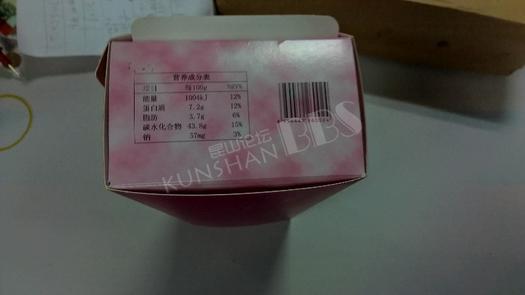 营养成分表
项目 每100g NRV%
能量 1004kJ 12%
蛋白质 7.2g 12%
脂肪 3.7g 6%
碳水化合物 43.8g 15%
钠 57mg 3%
昆山论坛
KUNSHAN BBS